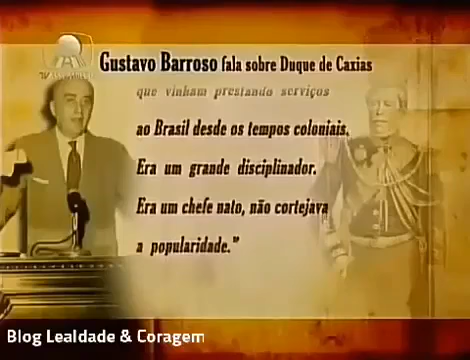 Gustavo Barroso fala sobre Duque de Caxias
que vinham prestando serviços
ao Brasil desde os tempos coloniais.
Era um grande disciplinador.
Era um chefe nato, não cortejava
a popularidade."
Blog Lealdade & Coragem